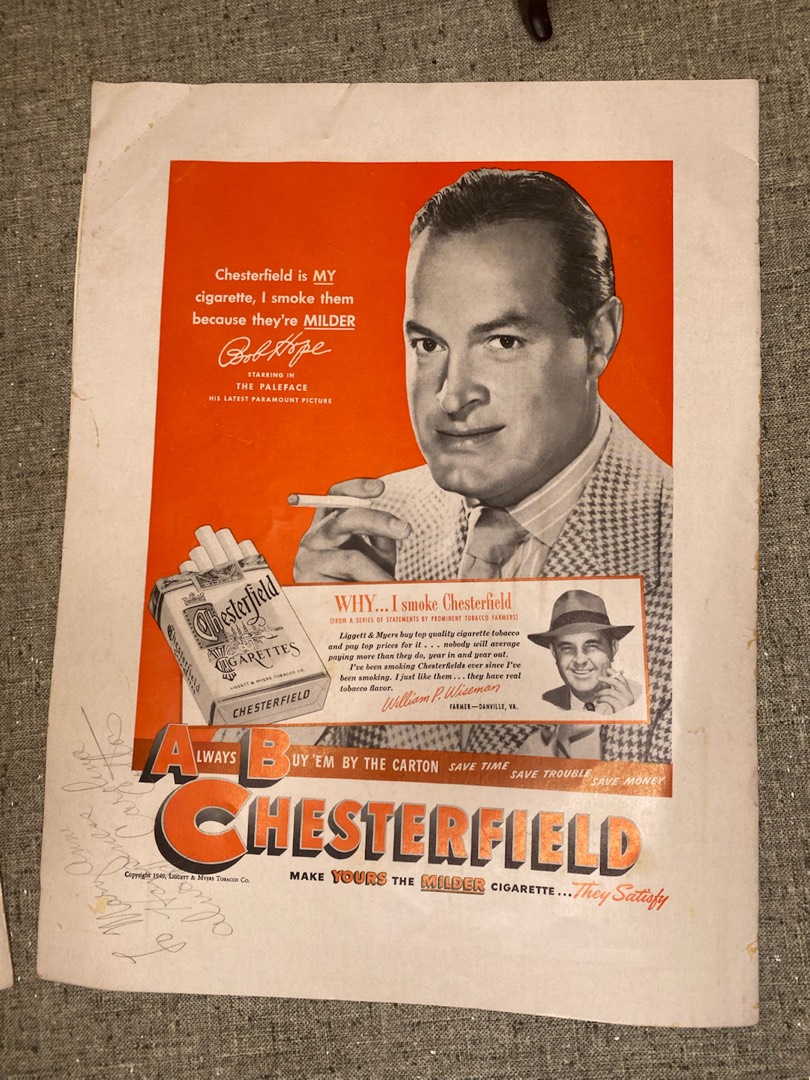 Chesterfield is MY
cigarette, I smoke them
because they're MILDER
Bob Hope
STARRING IN
THE PALEFACE
HIS LATEST PARAMOUNT PICTURE
Chesterfield
CIGARETTES
LIGGETT & MYERS TOBACCO CO.
CHESTERFIELD
WHY...I smoke Chesterfield
(FROM A SERIES OF STATEMENTS BY PROMINENT TOBACCO FARMERS)
Liggett & Myers buy top quality cigarette tobacco
and pay top prices for it . . . nobody will average
paying more than they do, year in and year out.
I've been smoking Chesterfields ever since I've
been smoking. I just like them...they have real
tobacco flavor.
William P. Wiseman
FARMER—DANVILLE, VA.
ALWAYS BUY 'EM BY THE CARTON SAVE TIME SAVE TROUBLE SAVE MONEY
CHESTERFIELD
Copyright 1949, LIGGETT & MYERS TOBACCO CO.
MAKE YOURS THE MILDER CIGARETTE...They Satisfy
to Mary